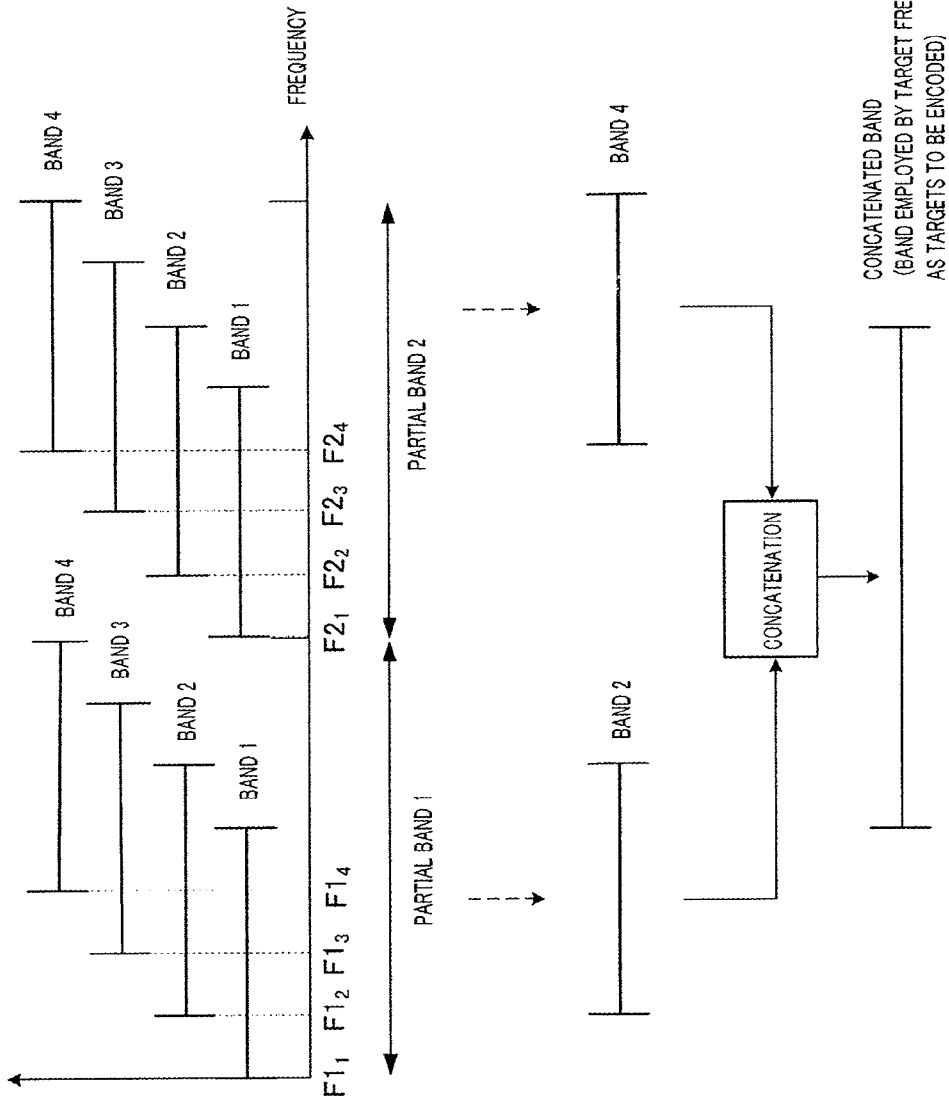 BAND 4
BAND 3
BAND 2
BAND 1
BAND 4
BAND 3
BAND 2
BAND 1
FREQUENCY
F1₁ F1₂ F1₃ F1₄ F2₁ F2₂ F2₃ F2₄
PARTIAL BAND 1
PARTIAL BAND 2
BAND 2
BAND 4
CONCATENATION
CONCATENATED BAND
(BAND EMPLOYED BY TARGET FRE
AS TARGETS TO BE ENCODED)